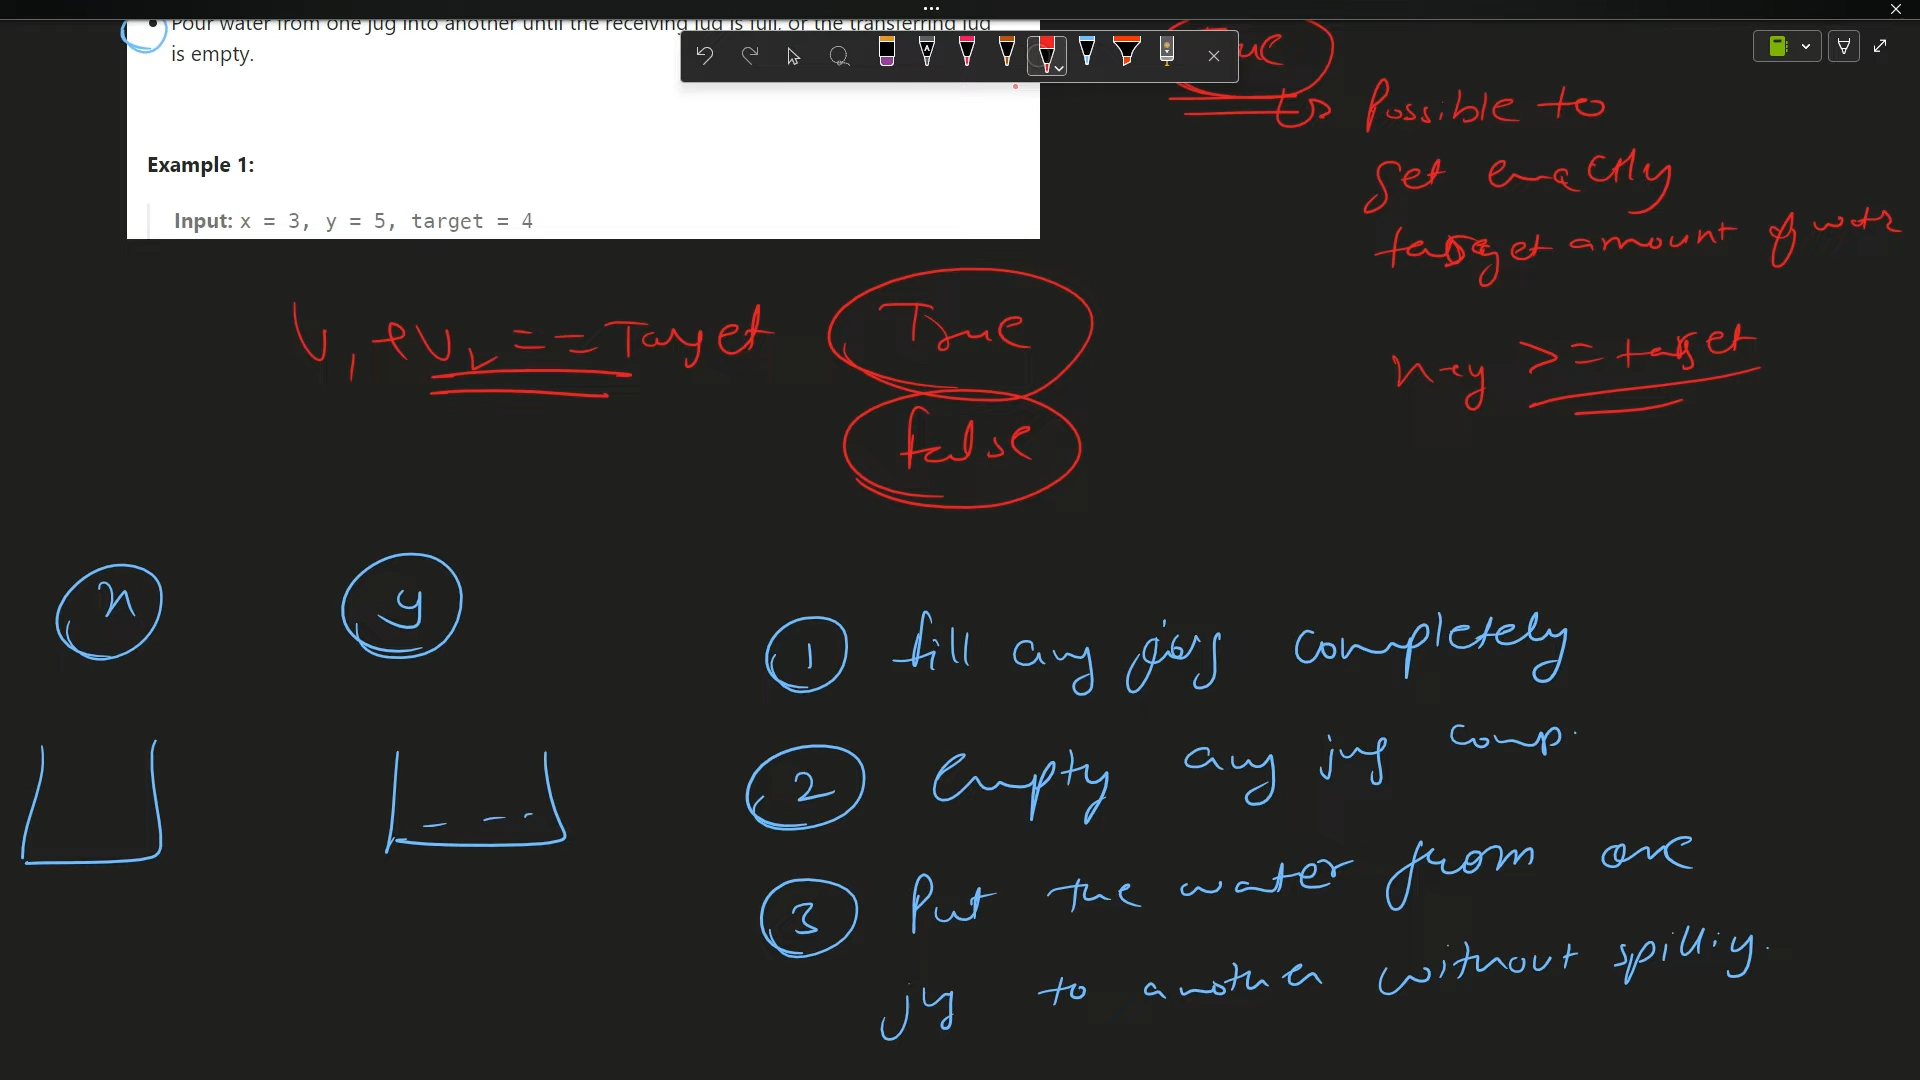 Pour water from one jug into another until the receiving jug is full, or the transferring jug
is empty.
True
↳ Possible to
get exactly
target amount of watr
Example 1:
Input: x = 3, y = 5, target = 4
V1 + V2 == Target
True
False
x+y >= target
x
y
1 fill any jug completely
2 empty any jug comp.
3 Put the water from one
jug to another without spilling.